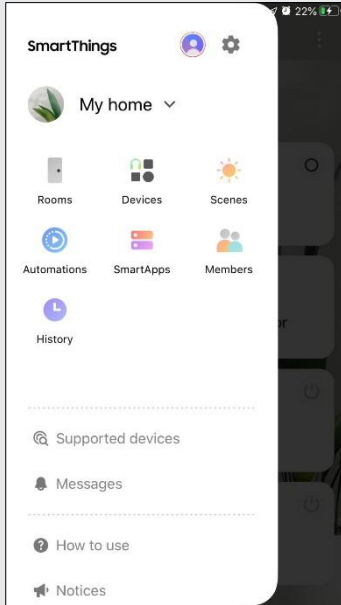 22%
SmartThings
My home
Rooms Devices Scenes
Automations SmartApps Members
History
Supported devices
Messages
How to use
Notices